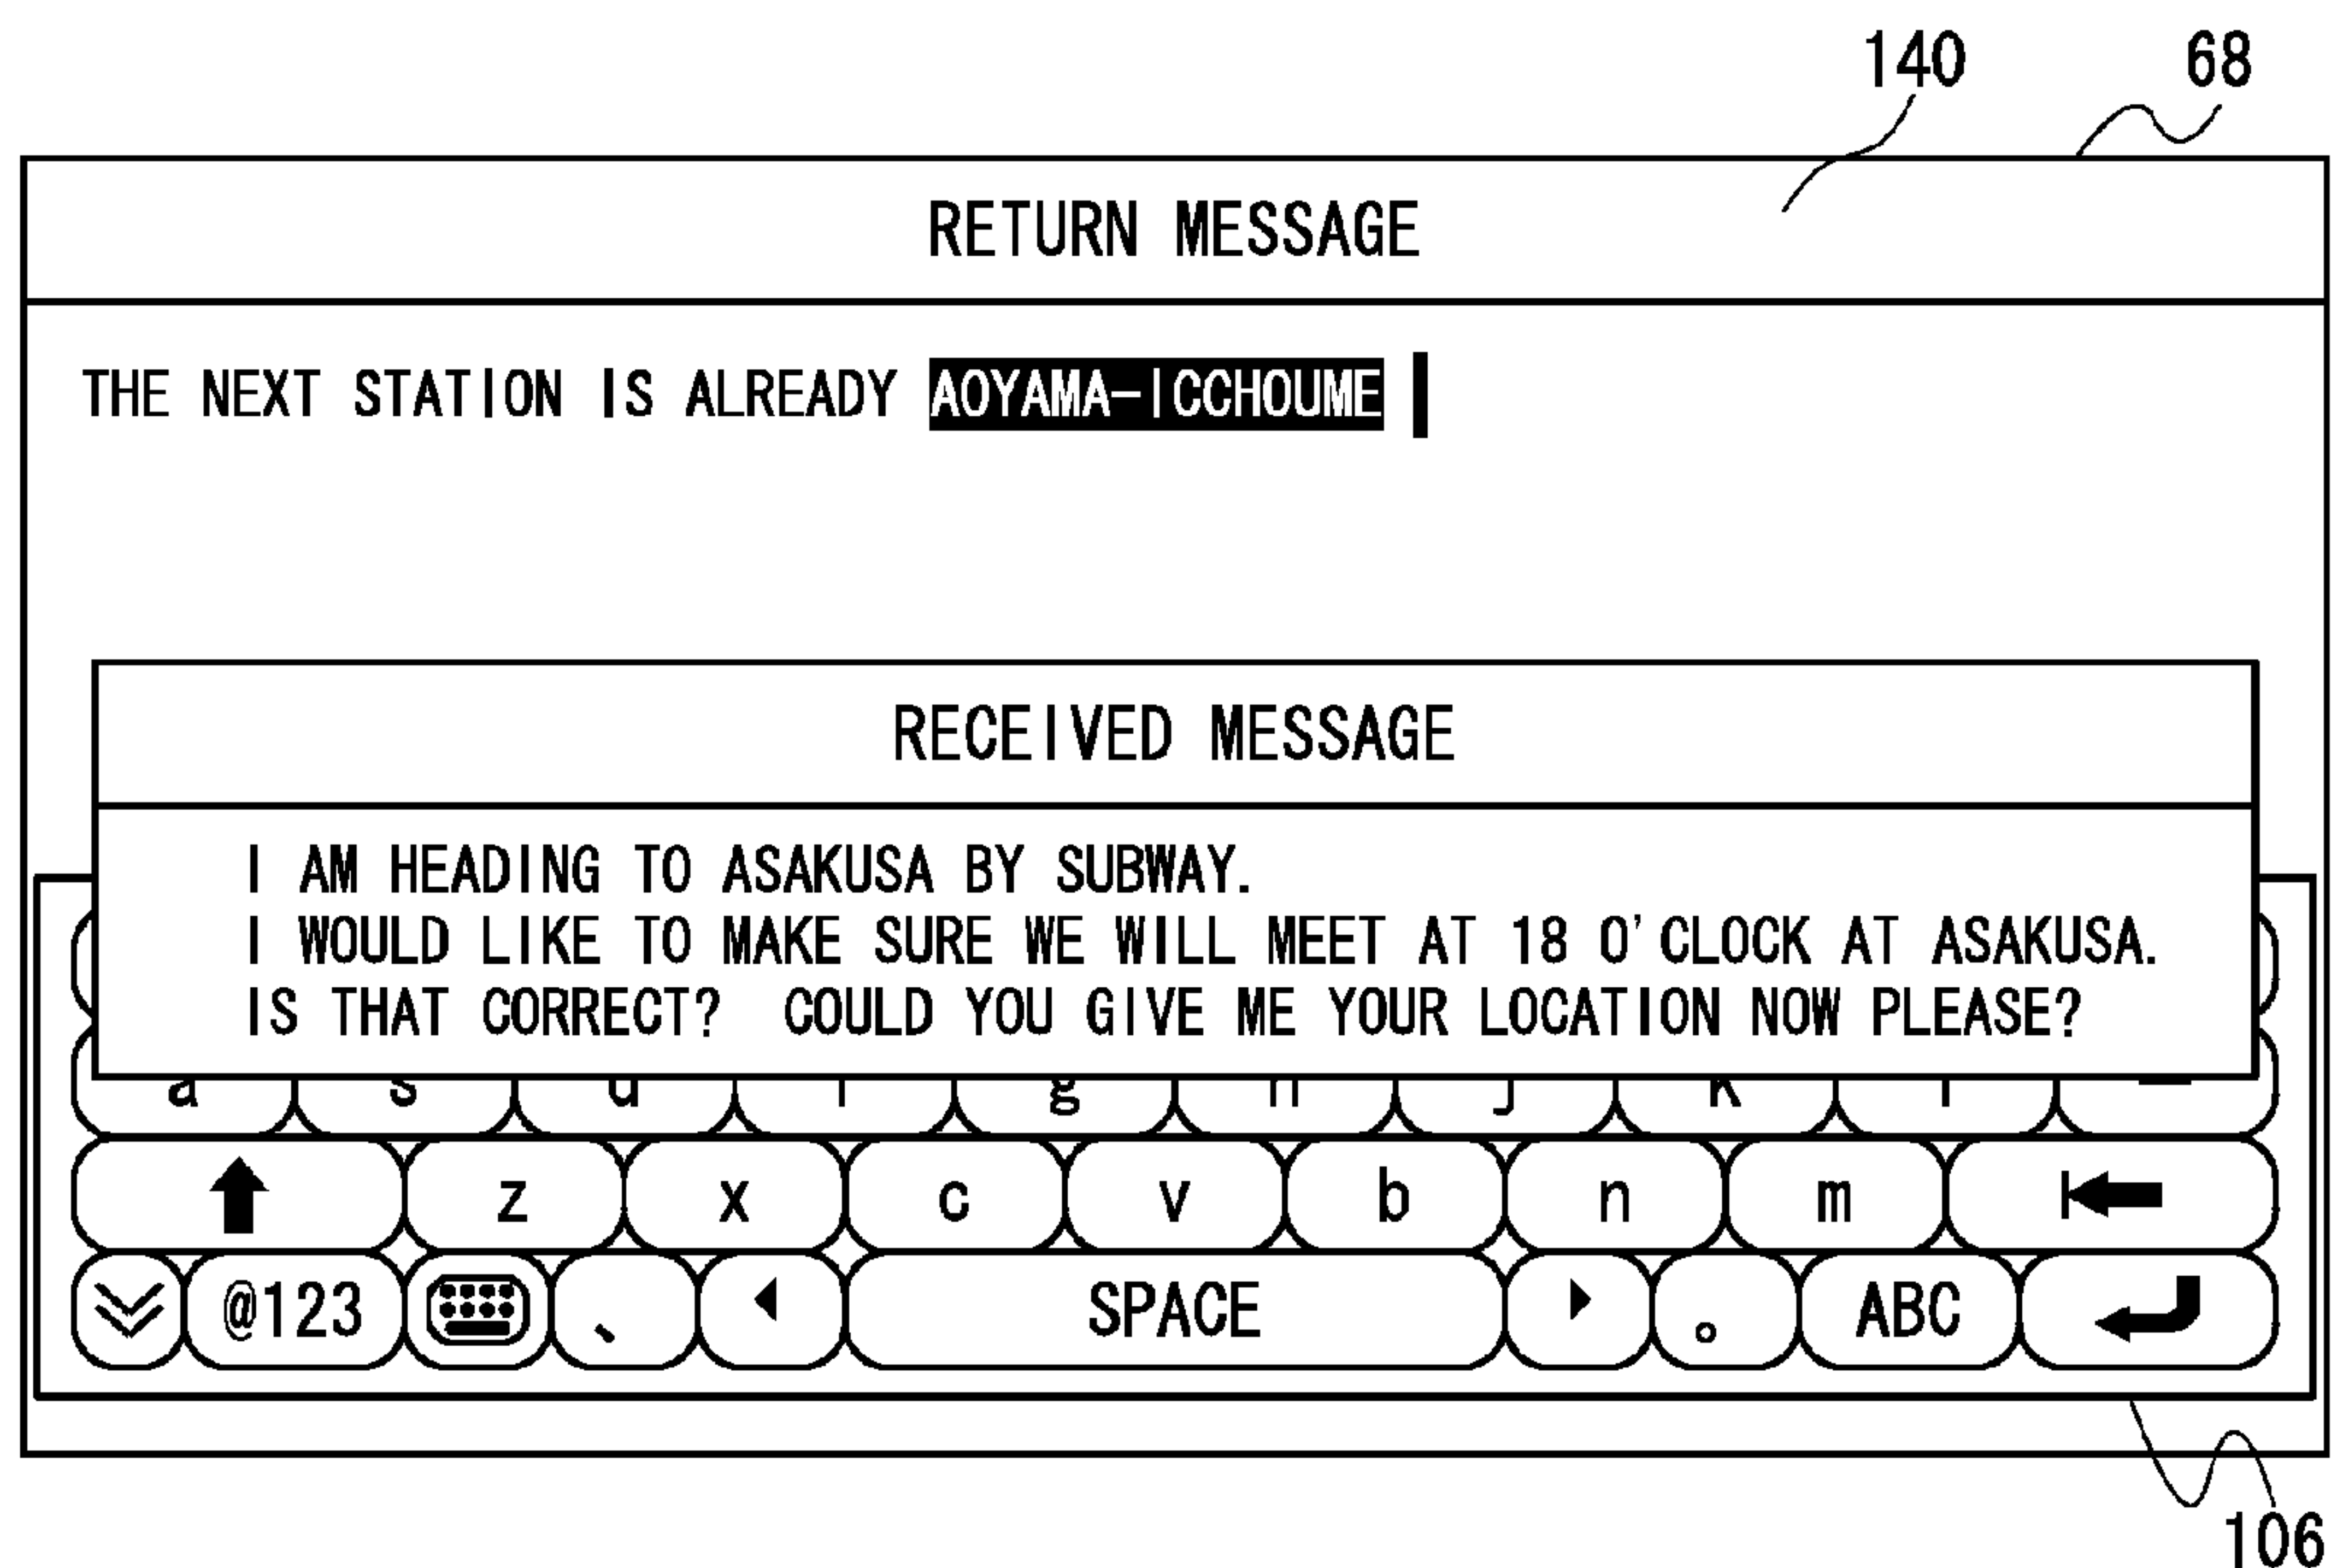 140 68
RETURN MESSAGE
THE NEXT STATION IS ALREADY AOYAMA-ICCHOUME
RECEIVED MESSAGE
I AM HEADING TO ASAKUSA BY SUBWAY.
I WOULD LIKE TO MAKE SURE WE WILL MEET AT 18 O'CLOCK AT ASAKUSA.
IS THAT CORRECT? COULD YOU GIVE ME YOUR LOCATION NOW PLEASE?
a s d f g h j k l
z x c v b n m
@123 、 SPACE 。 ABC
106